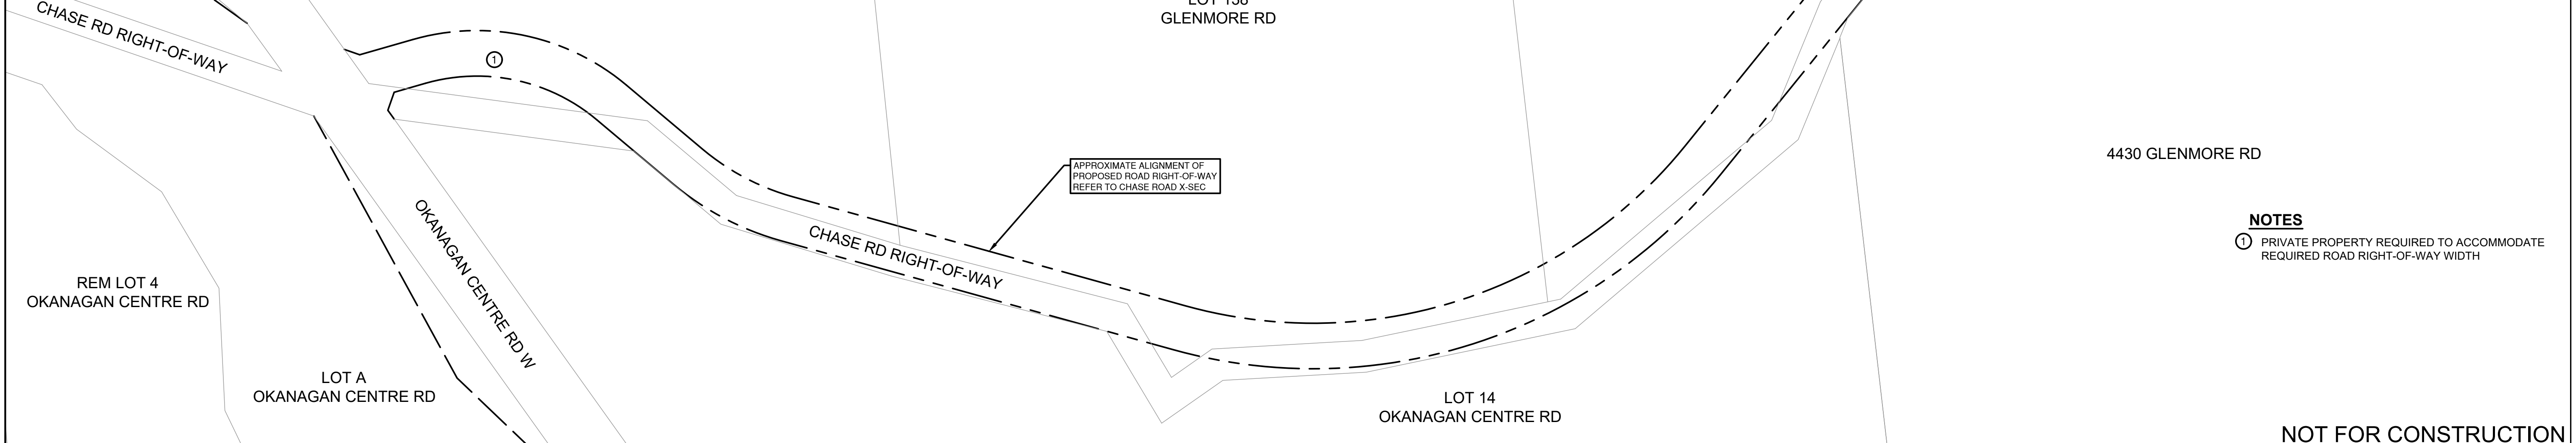 CHASE RD RIGHT-OF-WAY
LOT 138
GLENMORE RD
1
APPROXIMATE ALIGNMENT OF
PROPOSED ROAD RIGHT-OF-WAY
REFER TO CHASE ROAD X-SEC
4430 GLENMORE RD
OKANAGAN CENTRE RD W
CHASE RD RIGHT-OF-WAY
NOTES
1 PRIVATE PROPERTY REQUIRED TO ACCOMMODATE
REQUIRED ROAD RIGHT-OF-WAY WIDTH
REM LOT 4
OKANAGAN CENTRE RD
LOT A
OKANAGAN CENTRE RD
LOT 14
OKANAGAN CENTRE RD
NOT FOR CONSTRUCTION